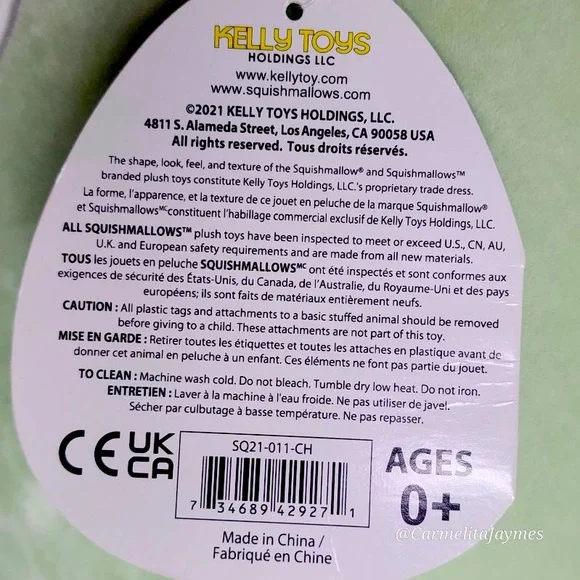 KELLY TOYS
HOLDINGS LLC
www.kellytoy.com
www.squishmallows.com
©2021 KELLY TOYS HOLDINGS, LLC.
4811 S. Alameda Street, Los Angeles, CA 90058 USA
All rights reserved. Tous droits réservés.
The shape, look, feel, and texture of the Squishmallow® and Squishmallows™
branded plush toys constitute Kelly Toys Holdings, LLC.'s proprietary trade dress.
La forme, l'apparence, et la texture de ce jouet en peluche de la marque Squishmallow®
et Squishmallowsᴹᶜconstituent l'habillage commercial exclusif de Kelly Toys Holdings, LLC.
ALL SQUISHMALLOWS™ plush toys have been inspected to meet or exceed U.S., CN, AU,
U.K. and European safety requirements and are made from all new materials.
TOUS les jouets en peluche SQUISHMALLOWSᴹᶜ ont été inspectés et sont conformes aux
exigences de sécurité des États-Unis, du Canada, de l'Australie, du Royaume-Uni et des pays
européens; ils sont faits de matériaux entièrement neufs.
CAUTION : All plastic tags and attachments to a basic stuffed animal should be removed
before giving to a child. These attachments are not part of this toy.
MISE EN GARDE : Retirer toutes les étiquettes et toutes les attaches en plastique avant de
donner cet animal en peluche à un enfant. Ces éléments ne font pas partie du jouet.
TO CLEAN : Machine wash cold. Do not bleach. Tumble dry low heat. Do not iron.
ENTRETIEN : Laver à la machine à l'eau froide. Ne pas utiliser de javel.
Sécher par culbutage à basse température. Ne pas repasser.
CE UK
CA
SQ21-011-CH
7 34689 42927 1
AGES
0+
Made in China /
Fabriqué en Chine
@CarmelitaJaymes